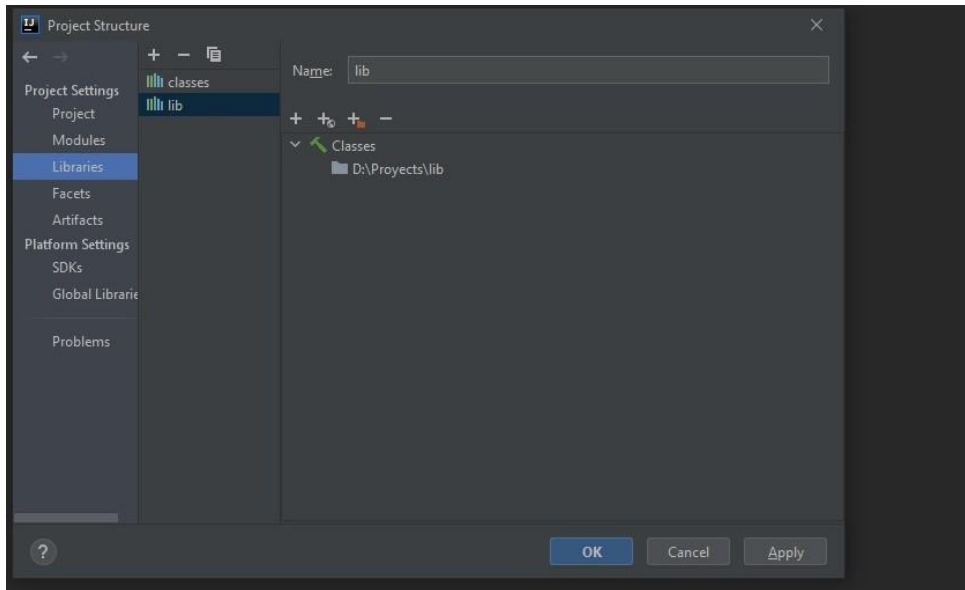 IJ Project Structure
Project Settings
Project
Modules
Libraries
Facets
Artifacts
Platform Settings
SDKs
Global Librarie
Problems
classes
lib
Name: lib
Classes
D:\Proyects\lib
?
OK Cancel Apply